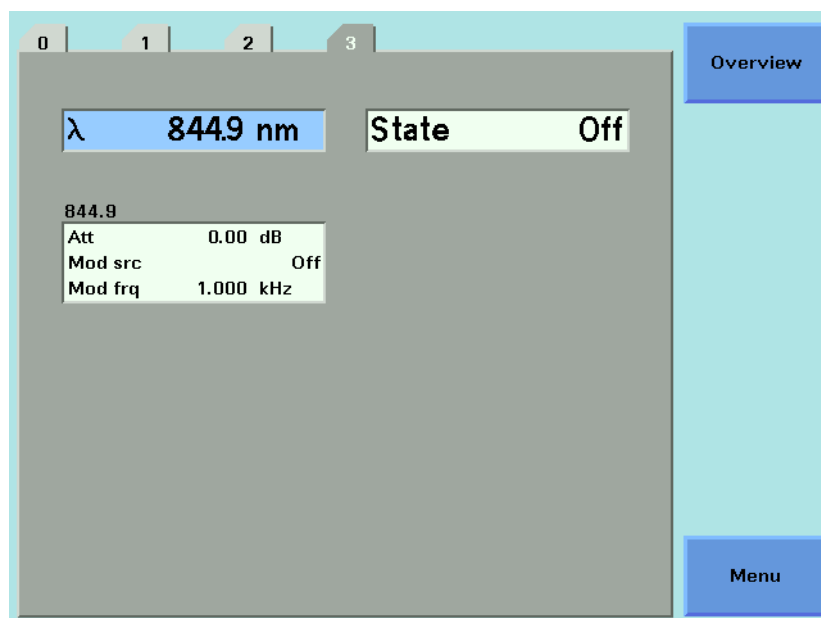 0 1 2 3
Overview
λ 844.9 nm
State Off
844.9
Att 0.00 dB
Mod src Off
Mod frq 1.000 kHz
Menu